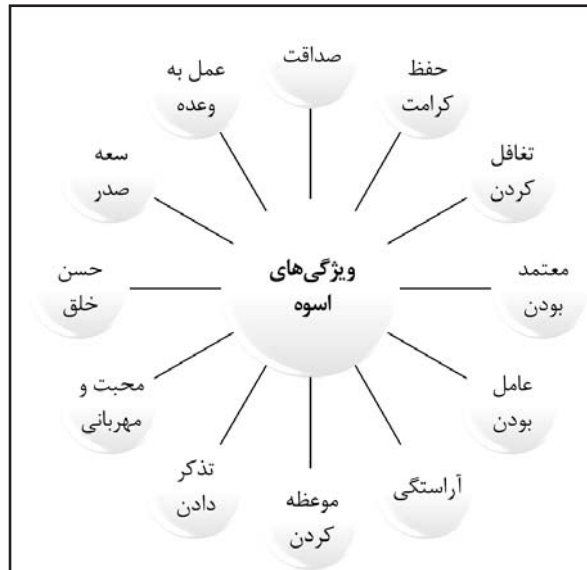 ویژگی‌های
اسوه
صداقت
حفظ
کرامت
تغافل
کردن
معتمد
بودن
عامل
بودن
آراستگی
موعظه
کردن
تذکر
دادن
محبت و
مهربانی
حسن
خلق
سعه
صدر
عمل به
وعده